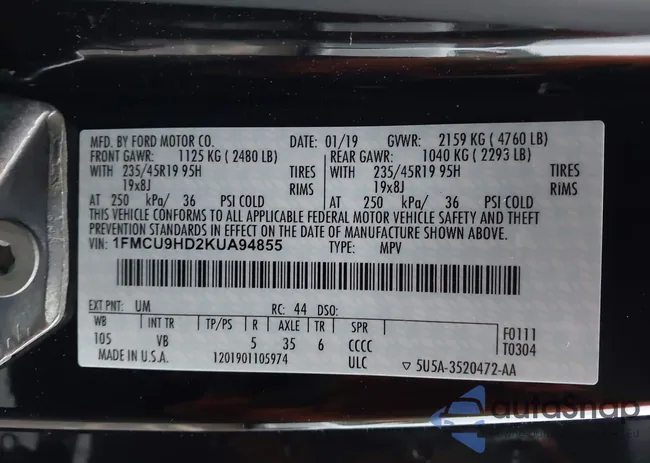 MFD. BY FORD MOTOR CO. 01/19 GVWR: 2159 KG ( 4760 LB)
FRONT GAWR: 1125 KG ( 2480 LB) REAR GAWR: 1040 KG ( 2293 LB)
WITH 235/45R19 95H TIRES WITH 235/45R19 95H TIRES
19x8J RIMS 19x8J RIMS
AT 250 kPa/ 36 PSI COLD AT 250 kPa/ 36 PSI COLD
THIS VEHICLE CONFORMS TO ALL APPLICABLE FEDERAL MOTOR VEHICLE SAFETY AND THEFT
PREVENTION STANDARDS IN EFFECT ON THE DATE OF MANUFACTURE SHOWN ABOVE.
VIN: 1FMCU9HD2KUA94855 TYPE: MPV
EXT PNT: UM RC: 44 DSO:
WB INT TR TP/PS R AXLE TR SPR F0111
105 VB 5 35 6 CCCC T0304
MADE IN U.S.A. 1201901105974 ULC 5U5A-3520472-AA
autoSnap